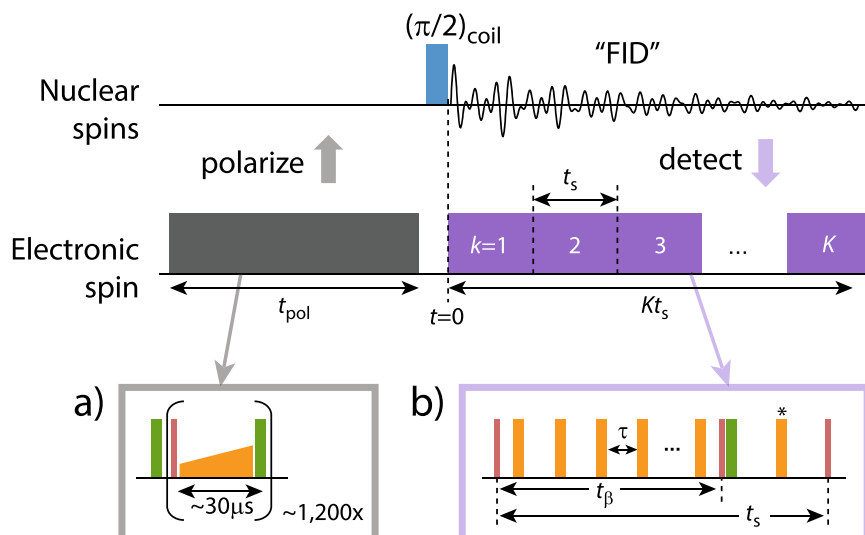 (π/2)coil
“FID”
Nuclear
spins
polarize
detect
ts
Electronic
spin
k=1
2
3
...
K
tpol
t=0
Kts
a)
~30μs
~1,200x
b)
*
τ
...
tβ
ts